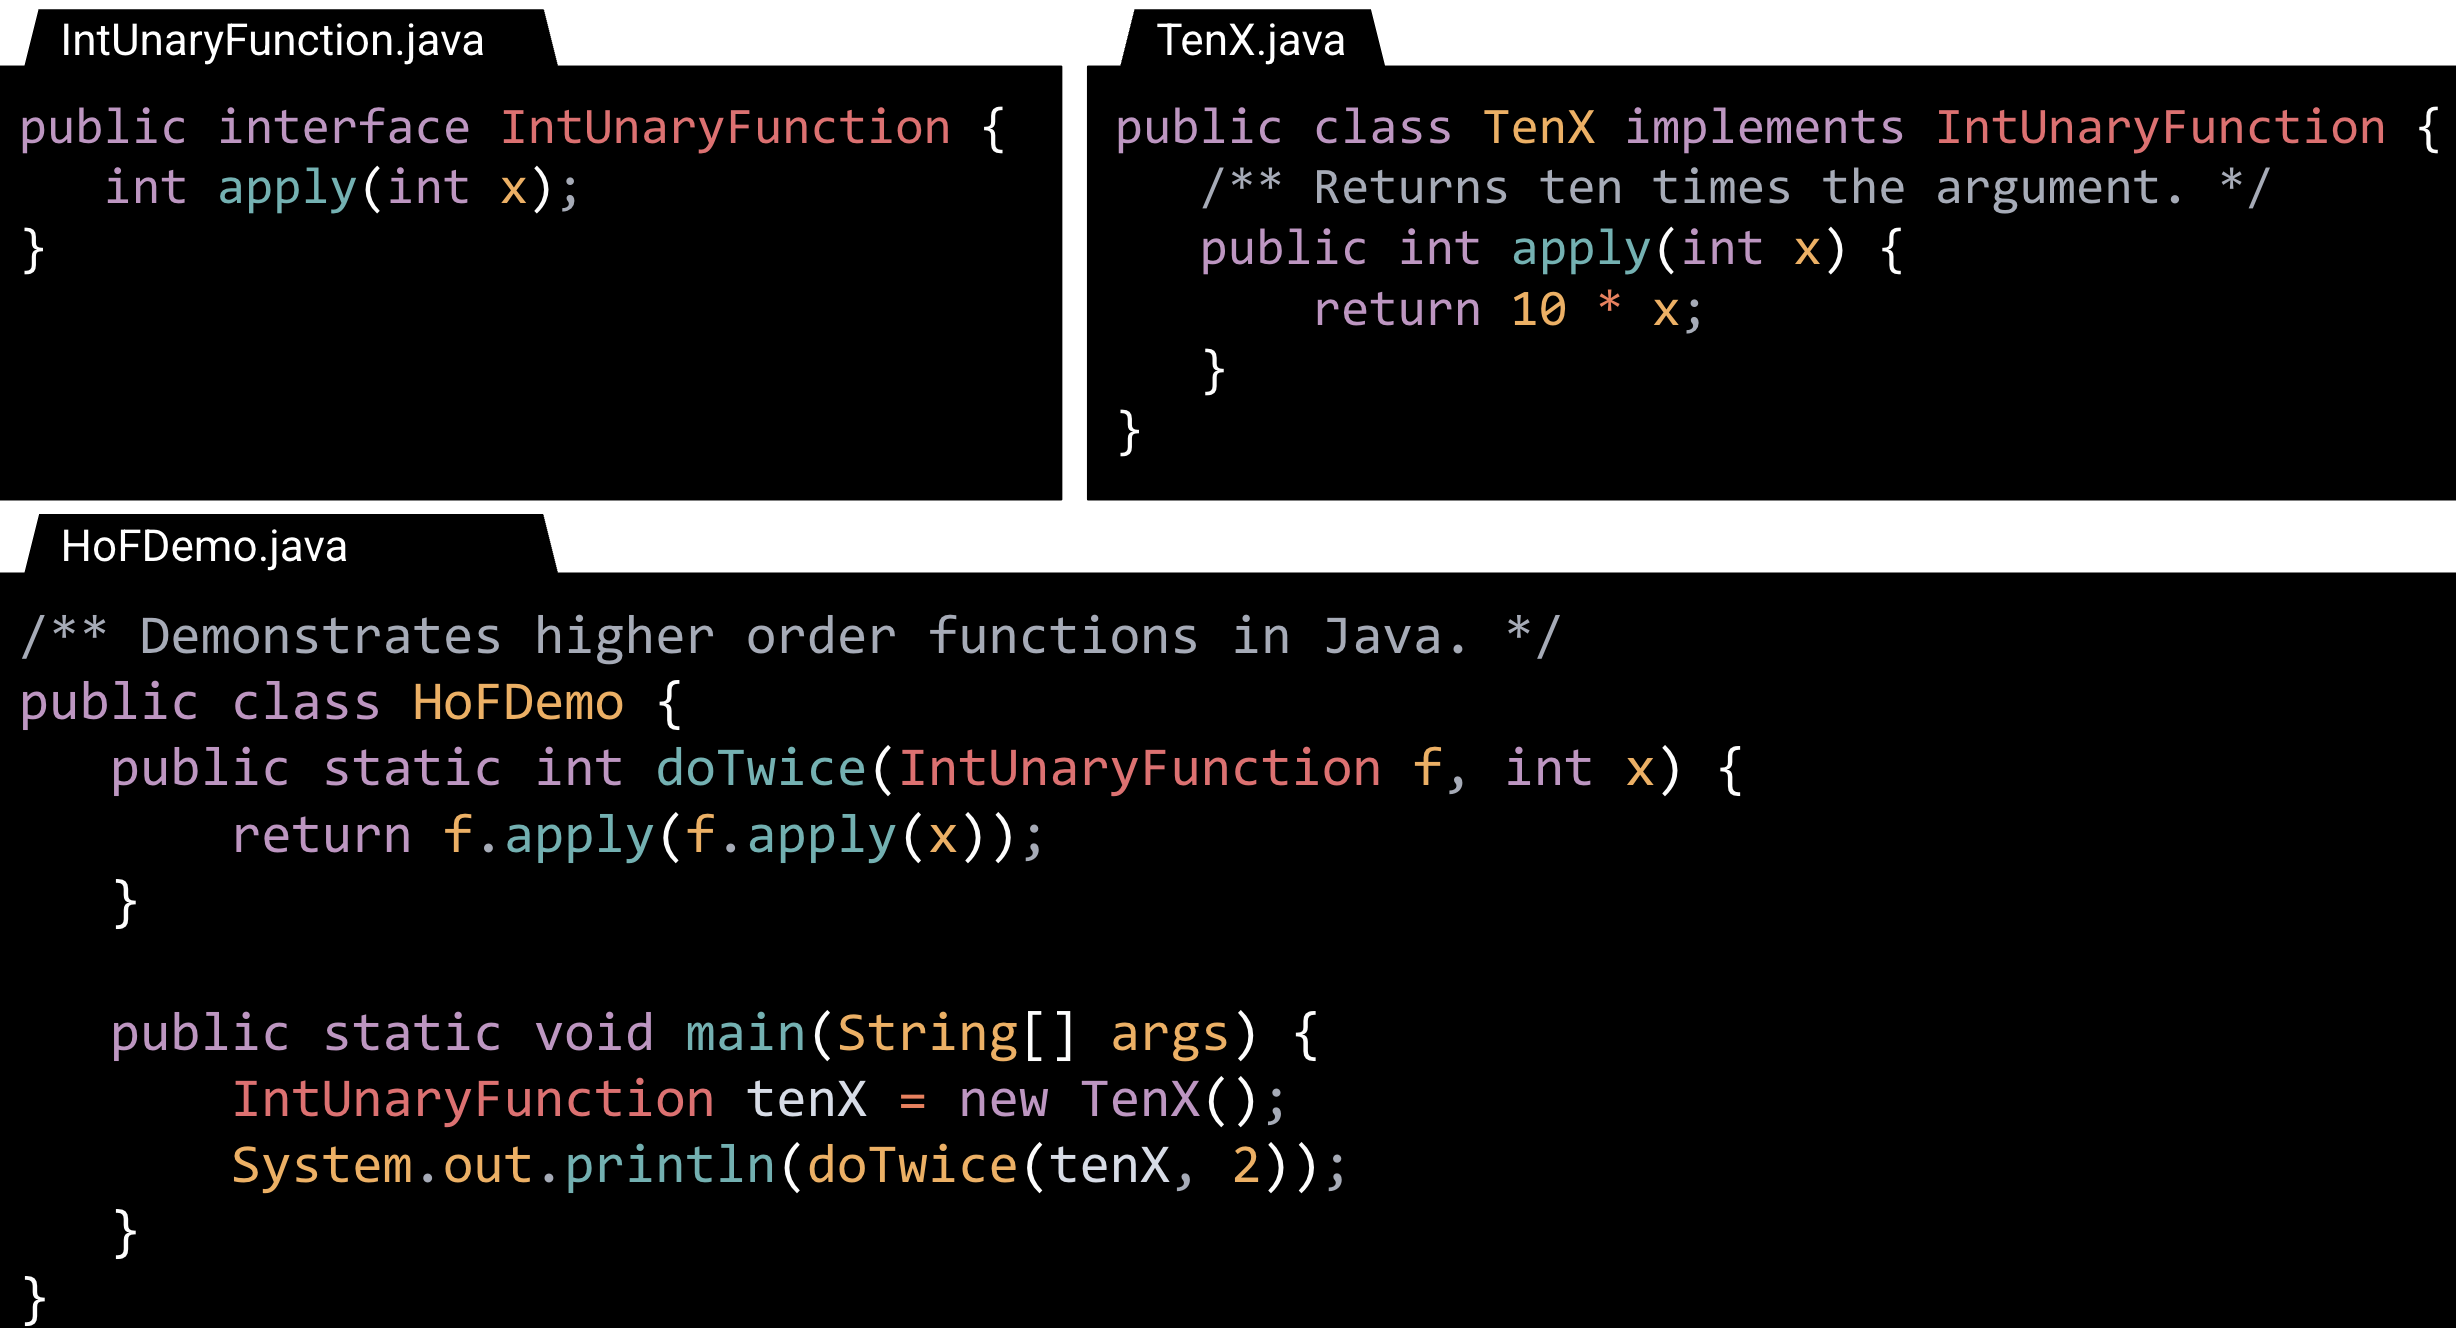 IntUnaryFunction.java
public interface IntUnaryFunction {
   int apply(int x);
}
TenX.java
public class TenX implements IntUnaryFunction {
   /** Returns ten times the argument. */
   public int apply(int x) {
       return 10 * x;
   }
}
HoFDemo.java
/** Demonstrates higher order functions in Java. */
public class HoFDemo {
   public static int doTwice(IntUnaryFunction f, int x) {
       return f.apply(f.apply(x));
   }

   public static void main(String[] args) {
       IntUnaryFunction tenX = new TenX();
       System.out.println(doTwice(tenX, 2));
   }
}